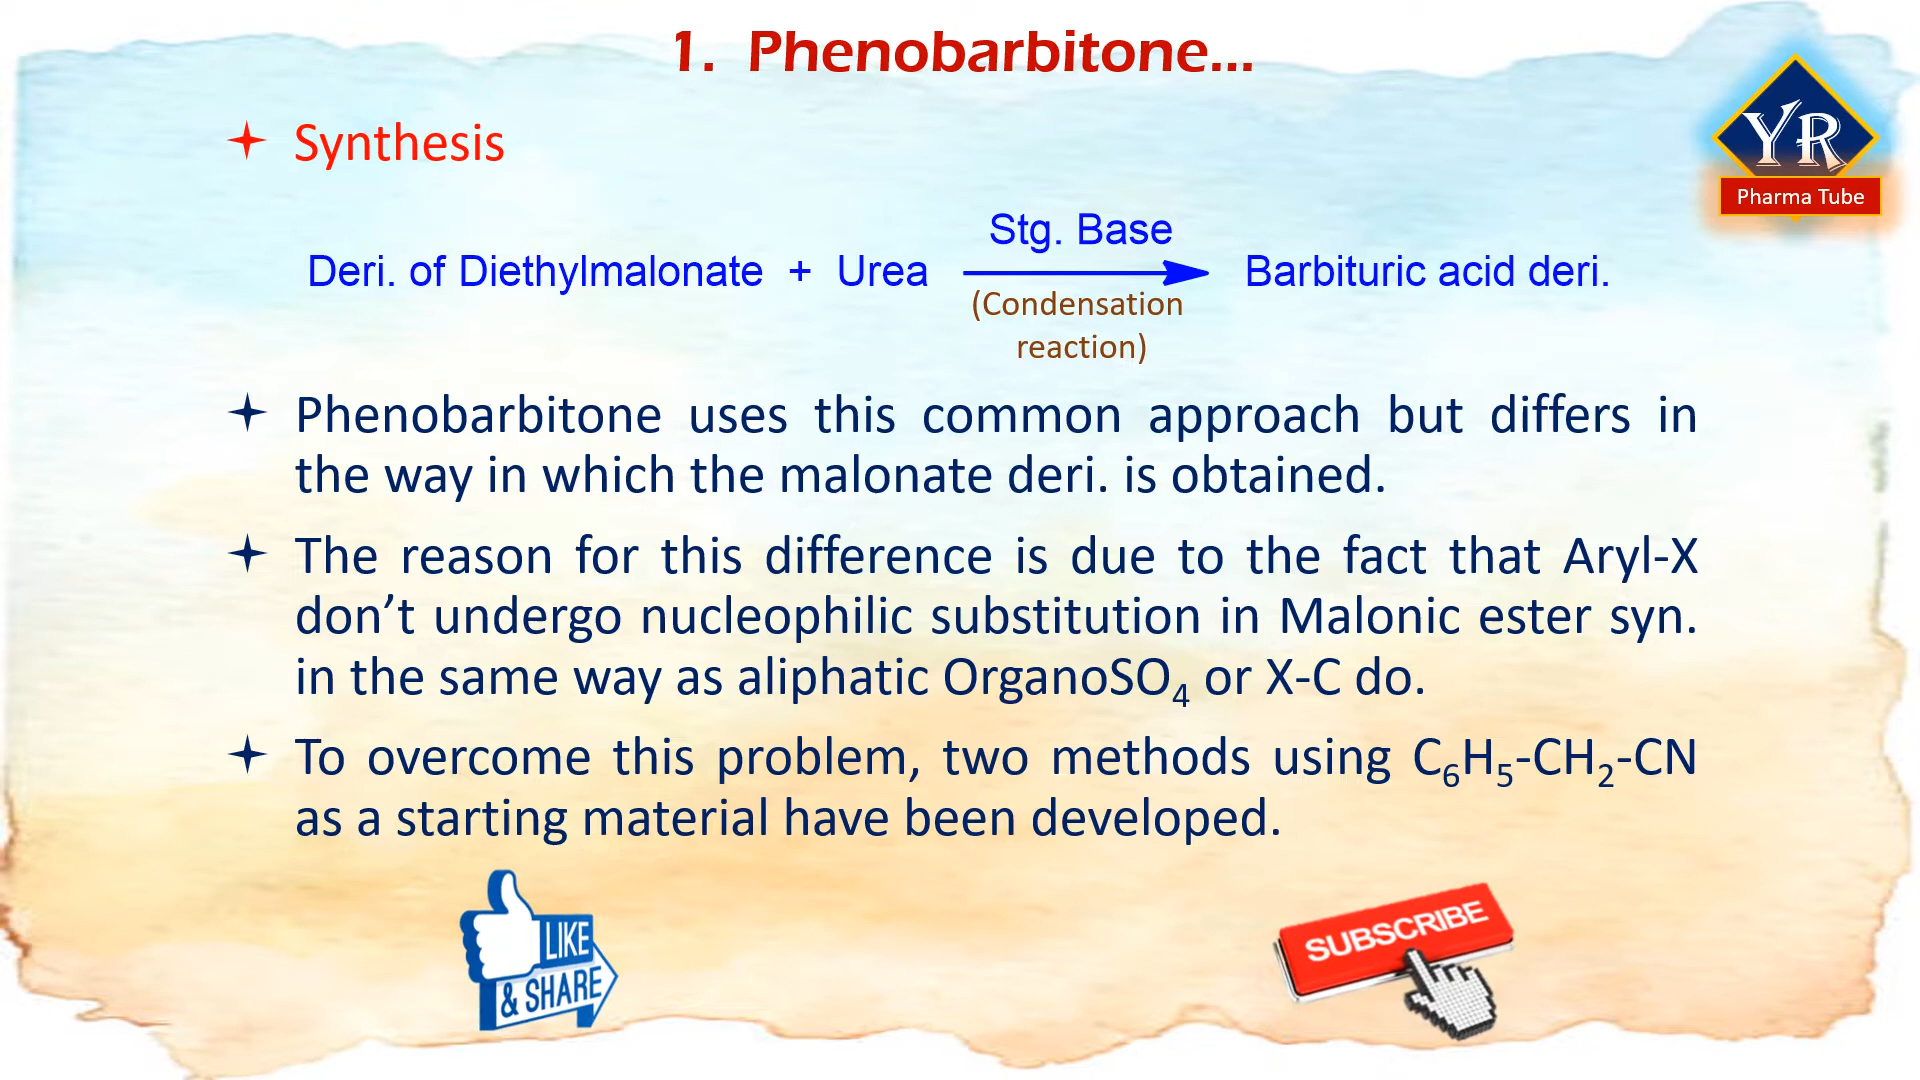 1. Phenobarbitone...
YR
Pharma Tube
Synthesis
Stg. Base
Deri. of Diethylmalonate + Urea
Barbituric acid deri.
(Condensation
reaction)
Phenobarbitone uses this common approach but differs in
the way in which the malonate deri. is obtained.
The reason for this difference is due to the fact that Aryl-X
don’t undergo nucleophilic substitution in Malonic ester syn.
in the same way as aliphatic OrganoSO₄ or X-C do.
To overcome this problem, two methods using C₆H₅-CH₂-CN
as a starting material have been developed.
LIKE
& SHARE
SUBSCRIBE